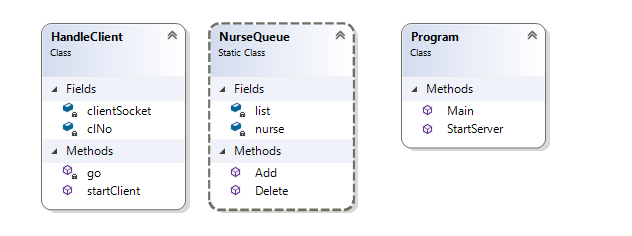 HandleClient
Class
Fields
clientSocket
clNo
Methods
go
startClient
NurseQueue
Static Class
Fields
list
nurse
Methods
Add
Delete
Program
Class
Methods
Main
StartServer